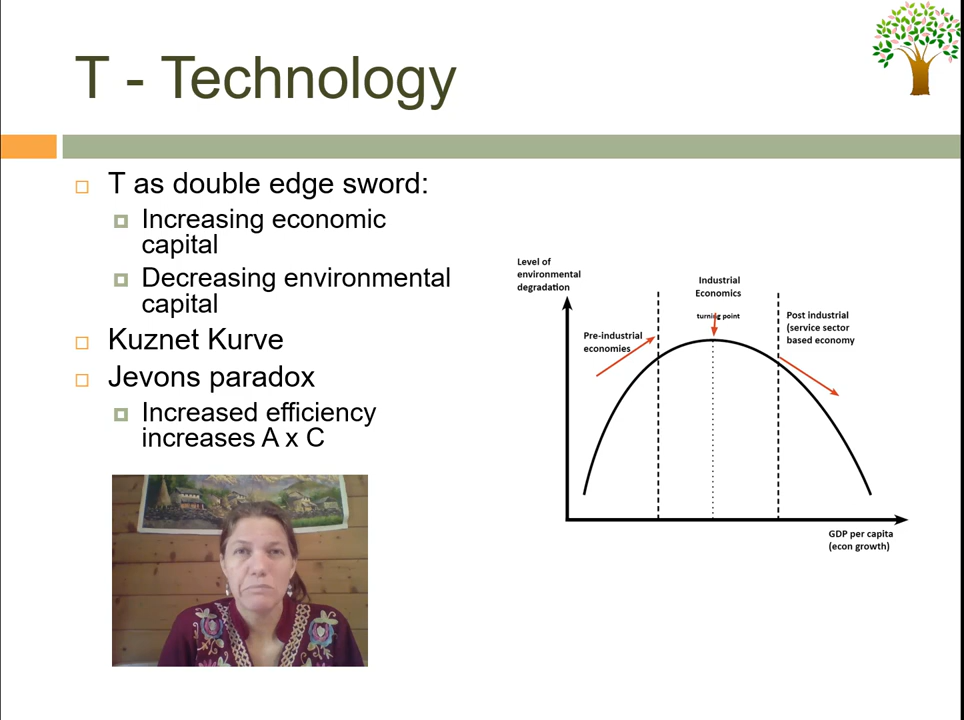 T - Technology
T as double edge sword:
Increasing economic
capital
Decreasing environmental
capital
Kuznet Kurve
Jevons paradox
Increased efficiency
increases A x C
Level of
environmental
degradation
Industrial
Economics
turning point
Pre-industrial
economies
Post industrial
(service sector
based economy
GDP per capita
(econ growth)